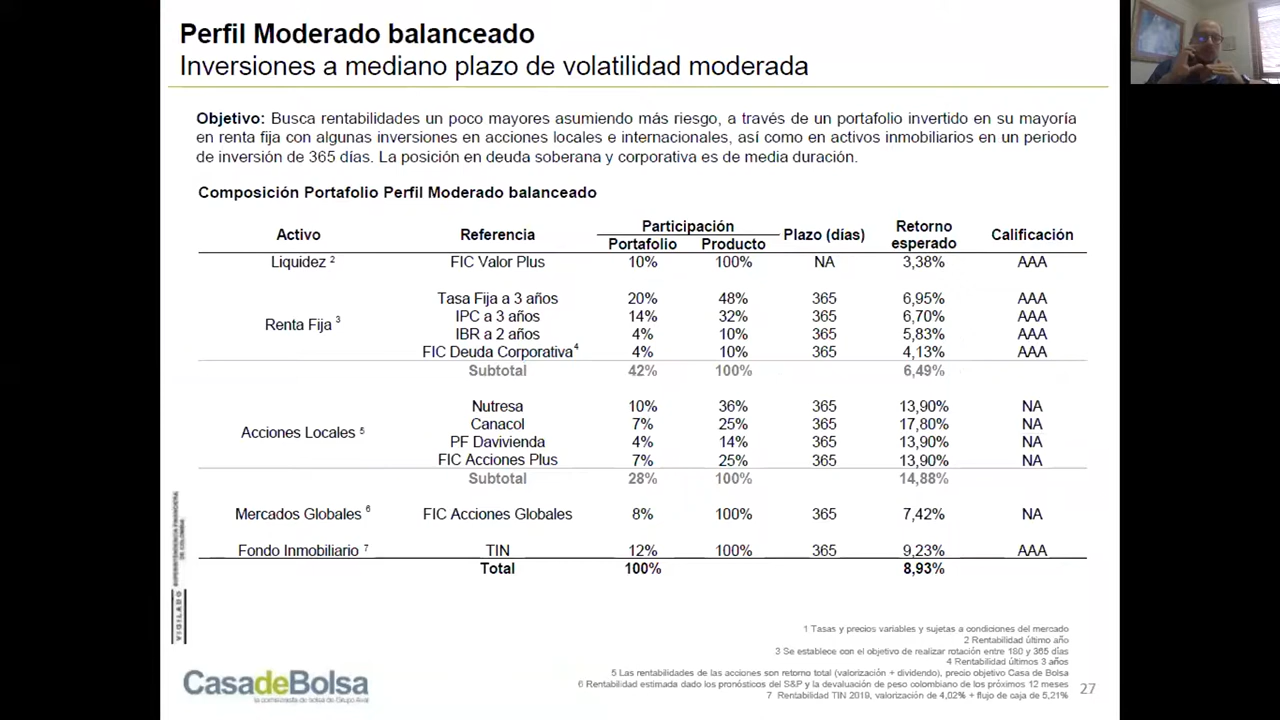 Perfil Moderado balanceado
Inversiones a mediano plazo de volatilidad moderada
Objetivo: Busca rentabilidades un poco mayores asumiendo más riesgo, a través de un portafolio invertido en su mayoría
en renta fija con algunas inversiones en acciones locales e internacionales, así como en activos inmobiliarios en un periodo
de inversión de 365 días. La posición en deuda soberana y corporativa es de media duración.
Composición Portafolio Perfil Moderado balanceado
Activo Referencia Participación Portafolio Producto Plazo (días) Retorno esperado Calificación
Liquidez 2 FIC Valor Plus 10% 100% NA 3,38% AAA
Renta Fija 3
Tasa Fija a 3 años 20% 48% 365 6,95% AAA
IPC a 3 años 14% 32% 365 6,70% AAA
IBR a 2 años 4% 10% 365 5,83% AAA
FIC Deuda Corporativa4 4% 10% 365 4,13% AAA
Subtotal 42% 100% 6,49%
Acciones Locales 5
Nutresa 10% 36% 365 13,90% NA
Canacol 7% 25% 365 17,80% NA
PF Davivienda 4% 14% 365 13,90% NA
FIC Acciones Plus 7% 25% 365 13,90% NA
Subtotal 28% 100% 14,88%
Mercados Globales 6 FIC Acciones Globales 8% 100% 365 7,42% NA
Fondo Inmobiliario 7 TIN 12% 100% 365 9,23% AAA
Total 100% 8,93%
1 Tasas y precios variables y sujetas a condiciones del mercado
2 Rentabilidad último año
3 Se establece con el objetivo de realizar rotación entre 180 y 365 días
4 Rentabilidad últimos 3 años
5 Las rentabilidades de las acciones son retorno total (valorización + dividendo), precio objetivo Casa de Bolsa
6 Rentabilidad estimada dado los pronósticos del S&P y la devaluación de peso colombiano de los próximos 12 meses
7 Rentabilidad TIN 2019, valorización de 4,02% + flujo de caja de 5,21%
27
VIGILADO SUPERINTENDENCIA FINANCIERA
DE COLOMBIA
CasadeBolsa
la comisionista de bolsa de Grupo Aval